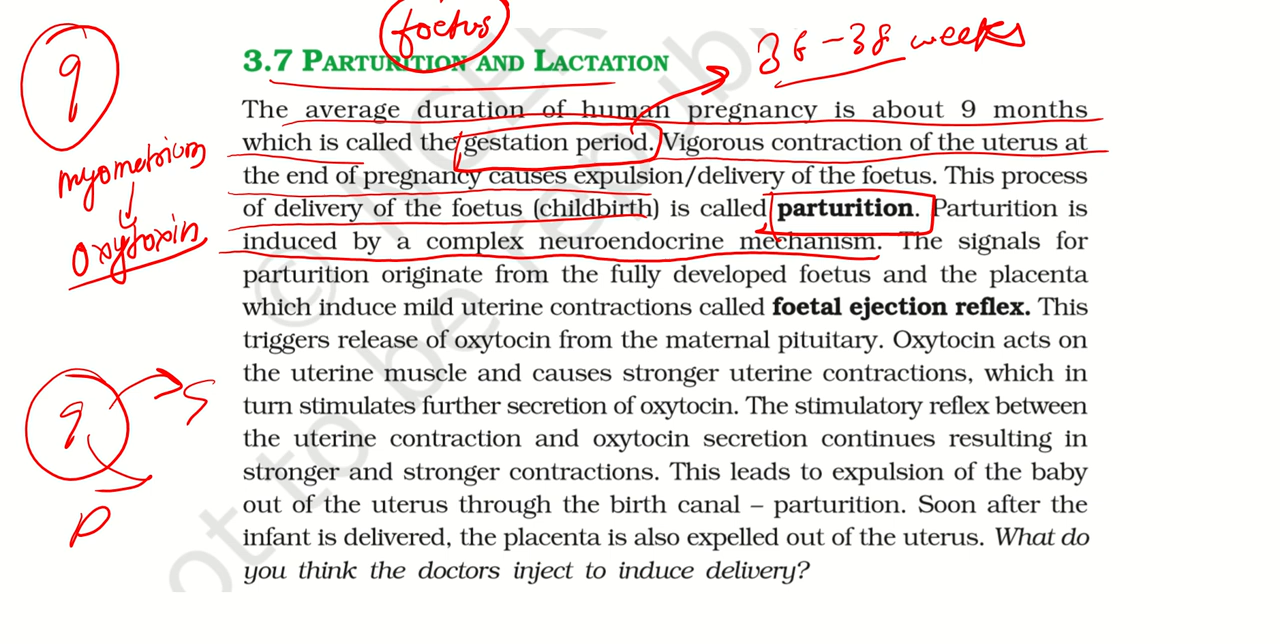 foetus
9
36-38 weeks
3.7 PARTURITION AND LACTATION
The average duration of human pregnancy is about 9 months
which is called the gestation period. Vigorous contraction of the uterus at
the end of pregnancy causes expulsion/delivery of the foetus. This process
of delivery of the foetus (childbirth) is called parturition. Parturition is
induced by a complex neuroendocrine mechanism. The signals for
parturition originate from the fully developed foetus and the placenta
which induce mild uterine contractions called foetal ejection reflex. This
triggers release of oxytocin from the maternal pituitary. Oxytocin acts on
the uterine muscle and causes stronger uterine contractions, which in
turn stimulates further secretion of oxytocin. The stimulatory reflex between
the uterine contraction and oxytocin secretion continues resulting in
stronger and stronger contractions. This leads to expulsion of the baby
out of the uterus through the birth canal – parturition. Soon after the
infant is delivered, the placenta is also expelled out of the uterus. What do
you think the doctors inject to induce delivery?
myometrium
oxytoxin
9
S
P
not to be republ
© NCER